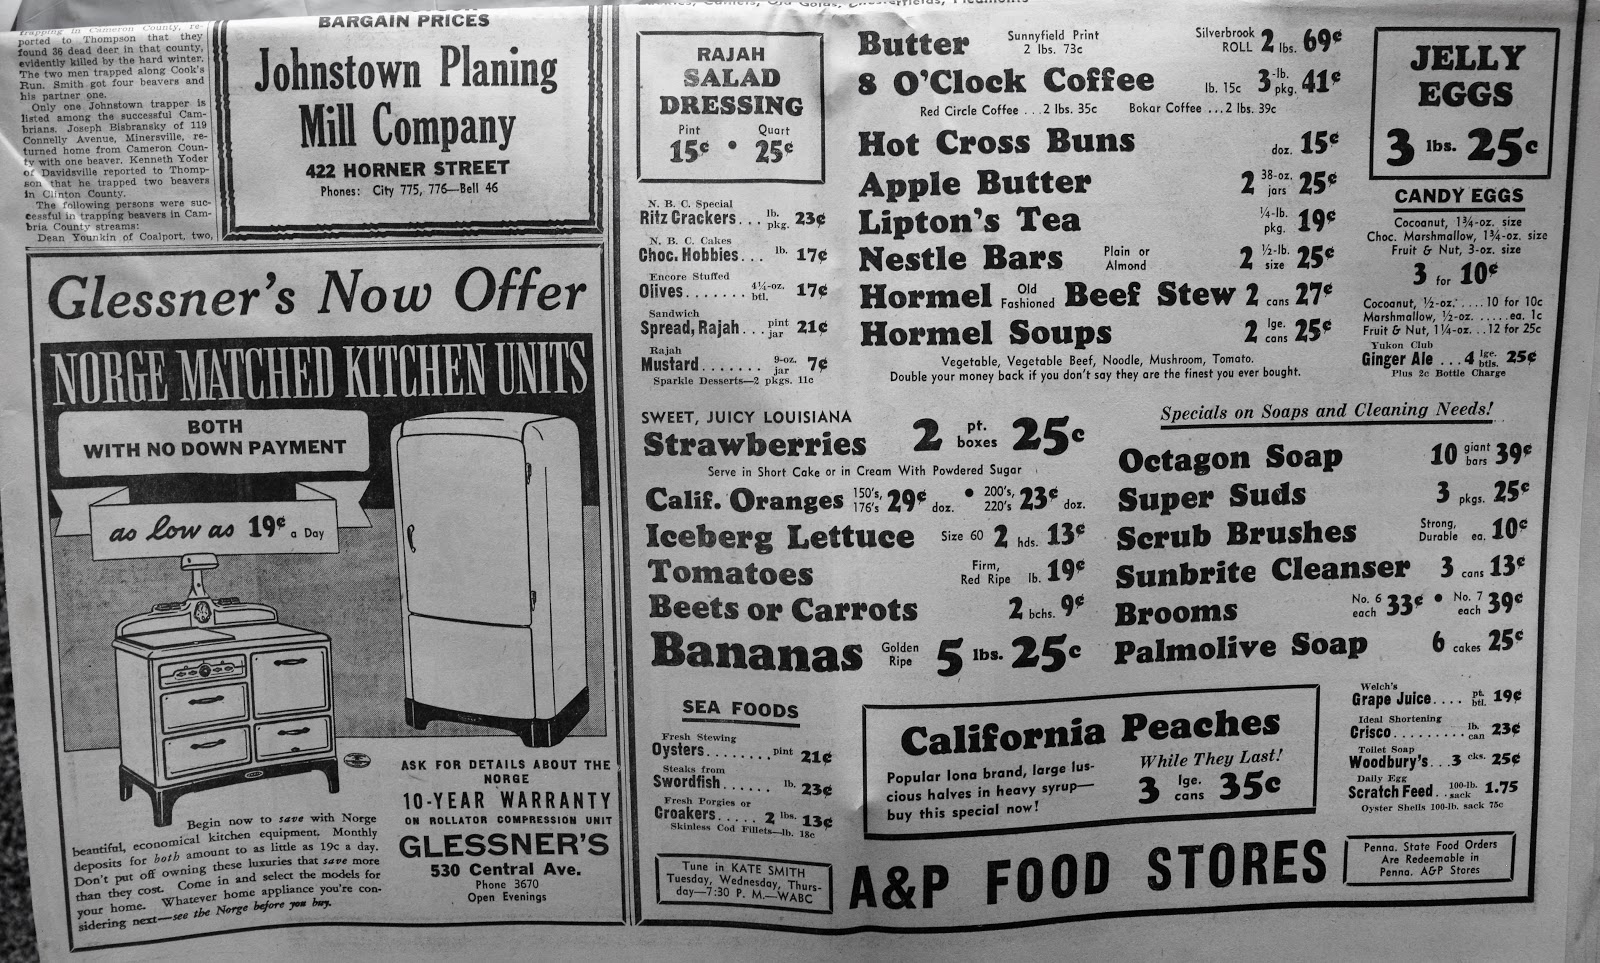 trapping in Cameron County, re-
ported to Thompson that they
found 36 dead deer in that county,
evidently killed by the hard winter.
The two men trapped along Cook's
Run. Smith got four beavers and
his partner one.
Only one Johnstown trapper is
listed among the successful Cam-
brians. Joseph Bisbransky of 119
Connelly Avenue, Minersville, re-
turned home from Cameron Coun-
ty with one beaver. Kenneth Yoder
of Davidsville reported to Thomp-
son that he trapped two beavers
in Clinton County.
The following persons were suc-
cessful in trapping beavers in Cam-
bria County streams:
Dean Younkin of Coalport, two,
BARGAIN PRICES
Johnstown Planing
Mill Company
422 HORNER STREET
Phones: City 775, 776—Bell 46
Glessner's Now Offer
NORGE MATCHED KITCHEN UNITS
BOTH
WITH NO DOWN PAYMENT
as low as 19¢ a Day
Begin now to save with Norge
beautiful, economical kitchen equipment. Monthly
deposits for both amount to as little as 19c a day.
Don't put off owning these luxuries that save more
than they cost. Come in and select the models for
your home. Whatever home appliance you're con-
sidering next—see the Norge before you buy.
ASK FOR DETAILS ABOUT THE
NORGE
10-YEAR WARRANTY
ON ROLLATOR COMPRESSION UNIT
GLESSNER'S
530 Central Ave.
Phone 3670
Open Evenings
RAJAH
SALAD
DRESSING
Pint Quart
15¢ • 25¢
N. B. C. Special
Ritz Crackers... lb. pkg. 23¢
N. B. C. Cakes
Choc. Hobbies... lb. 17¢
Encore Stuffed
Olives....... 4¼-oz. btl. 17¢
Sandwich
Spread, Rajah... pint jar 21¢
Rajah
Mustard....... 9-oz. jar 7¢
Sparkle Desserts—2 pkgs. 11c
Butter Sunnyfield Print 2 lbs. 73c Silverbrook ROLL 2 lbs. 69¢
8 O'Clock Coffee lb. 15c 3-lb. pkg. 41¢
Red Circle Coffee ...2 lbs. 35c Bokar Coffee ...2 lbs. 39c
Hot Cross Buns doz. 15¢
Apple Butter 2 38-oz. jars 25¢
Lipton's Tea ¼-lb. pkg. 19¢
Nestle Bars Plain or Almond 2 ½-lb. size 25¢
Hormel Old Fashioned Beef Stew 2 cans 27¢
Hormel Soups 2 lge. cans 25¢
Vegetable, Vegetable Beef, Noodle, Mushroom, Tomato.
Double your money back if you don't say they are the finest you ever bought.
JELLY
EGGS
3 lbs. 25c
CANDY EGGS
Cocoanut, 1¾-oz. size
Choc. Marshmallow, 1¾-oz. size
Fruit & Nut, 3-oz. size
3 for 10¢
Cocoanut, ½-oz.....10 for 10c
Marshmallow, ½-oz. .....ea. 1c
Fruit & Nut, 1¼-oz...12 for 25c
Yukon Club
Ginger Ale ...4 lge. btls. 25¢
Plus 2c Bottle Charge
SWEET, JUICY LOUISIANA
Strawberries 2 pt. boxes 25c
Serve in Short Cake or in Cream With Powdered Sugar
Calif. Oranges 150's, 176's 29¢ doz. • 200's, 220's 23¢ doz.
Iceberg Lettuce Size 60 2 hds. 13¢
Tomatoes Firm, Red Ripe lb. 19¢
Beets or Carrots 2 bchs. 9¢
Bananas Golden Ripe 5 lbs. 25c
Specials on Soaps and Cleaning Needs!
Octagon Soap 10 giant bars 39¢
Super Suds 3 pkgs. 25¢
Scrub Brushes Strong, Durable ea. 10¢
Sunbrite Cleanser 3 cans 13¢
Brooms No. 6 each 33¢ • No. 7 each 39¢
Palmolive Soap 6 cakes 25¢
SEA FOODS
Fresh Stewing
Oysters....... pint 21¢
Steaks from
Swordfish...... lb. 23¢
Fresh Porgies or
Croakers..... 2 lbs. 13¢
Skinless Cod Fillets—lb. 18c
California Peaches
Popular Iona brand, large lus-
cious halves in heavy syrup—
buy this special now!
While They Last!
3 lge. cans 35c
Welch's
Grape Juice.... pt. btl. 19¢
Ideal Shortening
Crisco......... lb. can 23¢
Toilet Soap
Woodbury's...3 cks. 25¢
Daily Egg
Scratch Feed.. 100-lb. sack 1.75
Oyster Shells 100-lb. sack 75c
Tune in KATE SMITH
Tuesday, Wednesday, Thurs-
day—7:30 P. M.—WABC
A&P FOOD STORES
Penna. State Food Orders
Are Redeemable in
Penna. A&P Stores